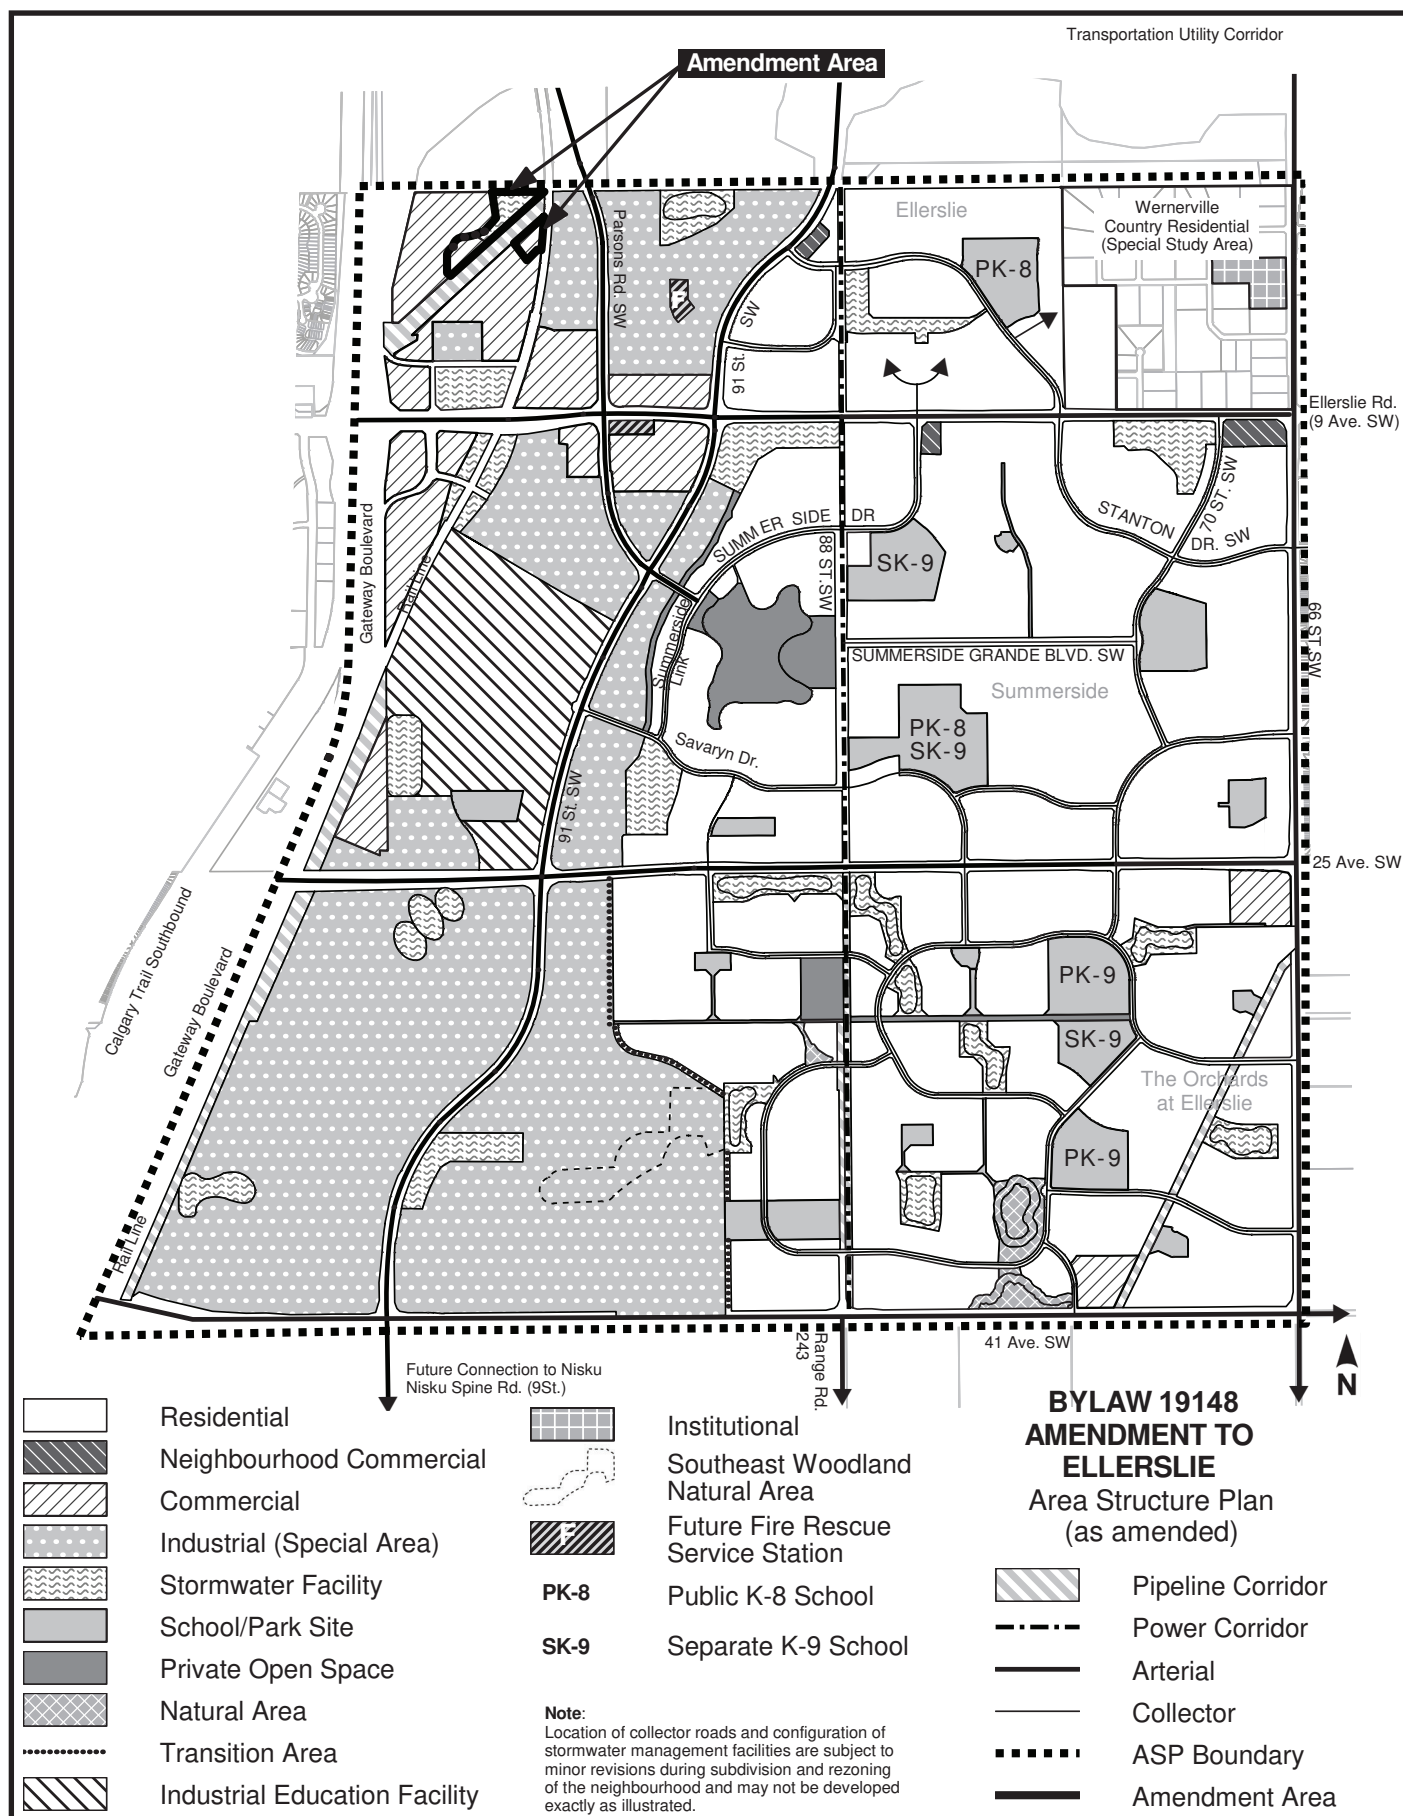 Transportation Utility Corridor
Amendment Area
Ellerslie
Wernerville
Country Residential
(Special Study Area)
Parsons Rd. SW
PK-8
F
SW
91 St.
Ellerslie Rd.
(9 Ave. SW)
SUMMER SIDE DR
STANTON
DR. SW
70 ST. SW
Gateway Boulevard
Rail Line
88 ST.SW
SK-9
66 ST.SW
Summerside
Link
SUMMERSIDE GRANDE BLVD. SW
Summerside
PK-8
SK-9
Savaryn Dr.
91 St. SW
25 Ave. SW
Calgary Trail Southbound
Gateway Boulevard
PK-9
SK-9
The Orchards
at Ellerslie
PK-9
Rail Line
41 Ave. SW
Range Rd.
243
Future Connection to Nisku
Nisku Spine Rd. (9St.)
N
Residential
Neighbourhood Commercial
Commercial
Industrial (Special Area)
Stormwater Facility
School/Park Site
Private Open Space
Natural Area
Transition Area
Industrial Education Facility
Institutional
Southeast Woodland
Natural Area
F
Future Fire Rescue
Service Station
PK-8 Public K-8 School
SK-9 Separate K-9 School
Note:
Location of collector roads and configuration of
stormwater management facilities are subject to
minor revisions during subdivision and rezoning
of the neighbourhood and may not be developed
exactly as illustrated.
BYLAW 19148
AMENDMENT TO
ELLERSLIE
Area Structure Plan
(as amended)
Pipeline Corridor
Power Corridor
Arterial
Collector
ASP Boundary
Amendment Area